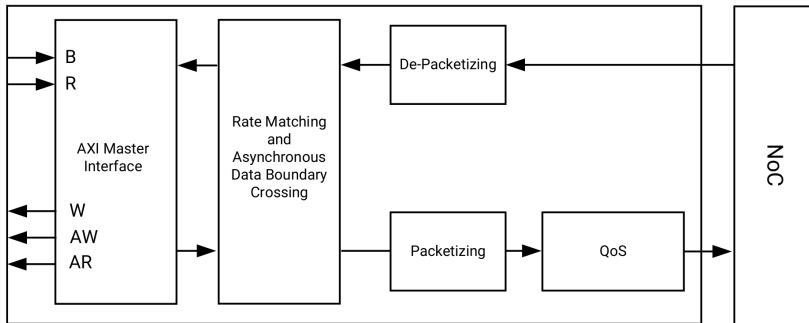 B
R
AXI Master
Interface
W
AW
AR
Rate Matching
and
Asynchronous
Data Boundary
Crossing
De-Packetizing
Packetizing
QoS
NoC